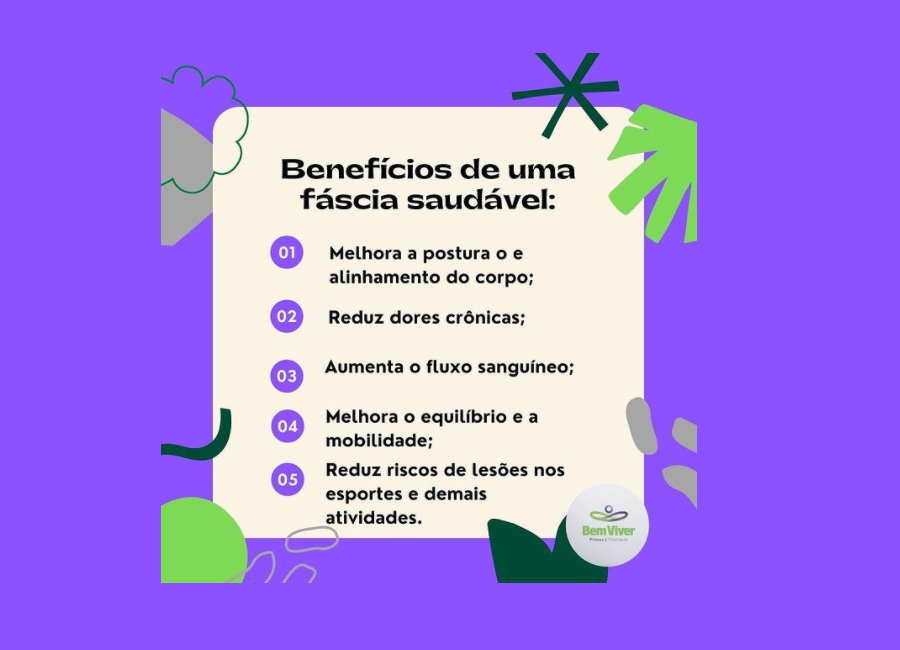 Benefícios de uma
fáscia saudável:
01
Melhora a postura o e
alinhamento do corpo;
02
Reduz dores crônicas;
03
Aumenta o fluxo sanguíneo;
04
Melhora o equilíbrio e a
mobilidade;
05
Reduz riscos de lesões nos
esportes e demais
atividades.
Bem Viver
Pilates &